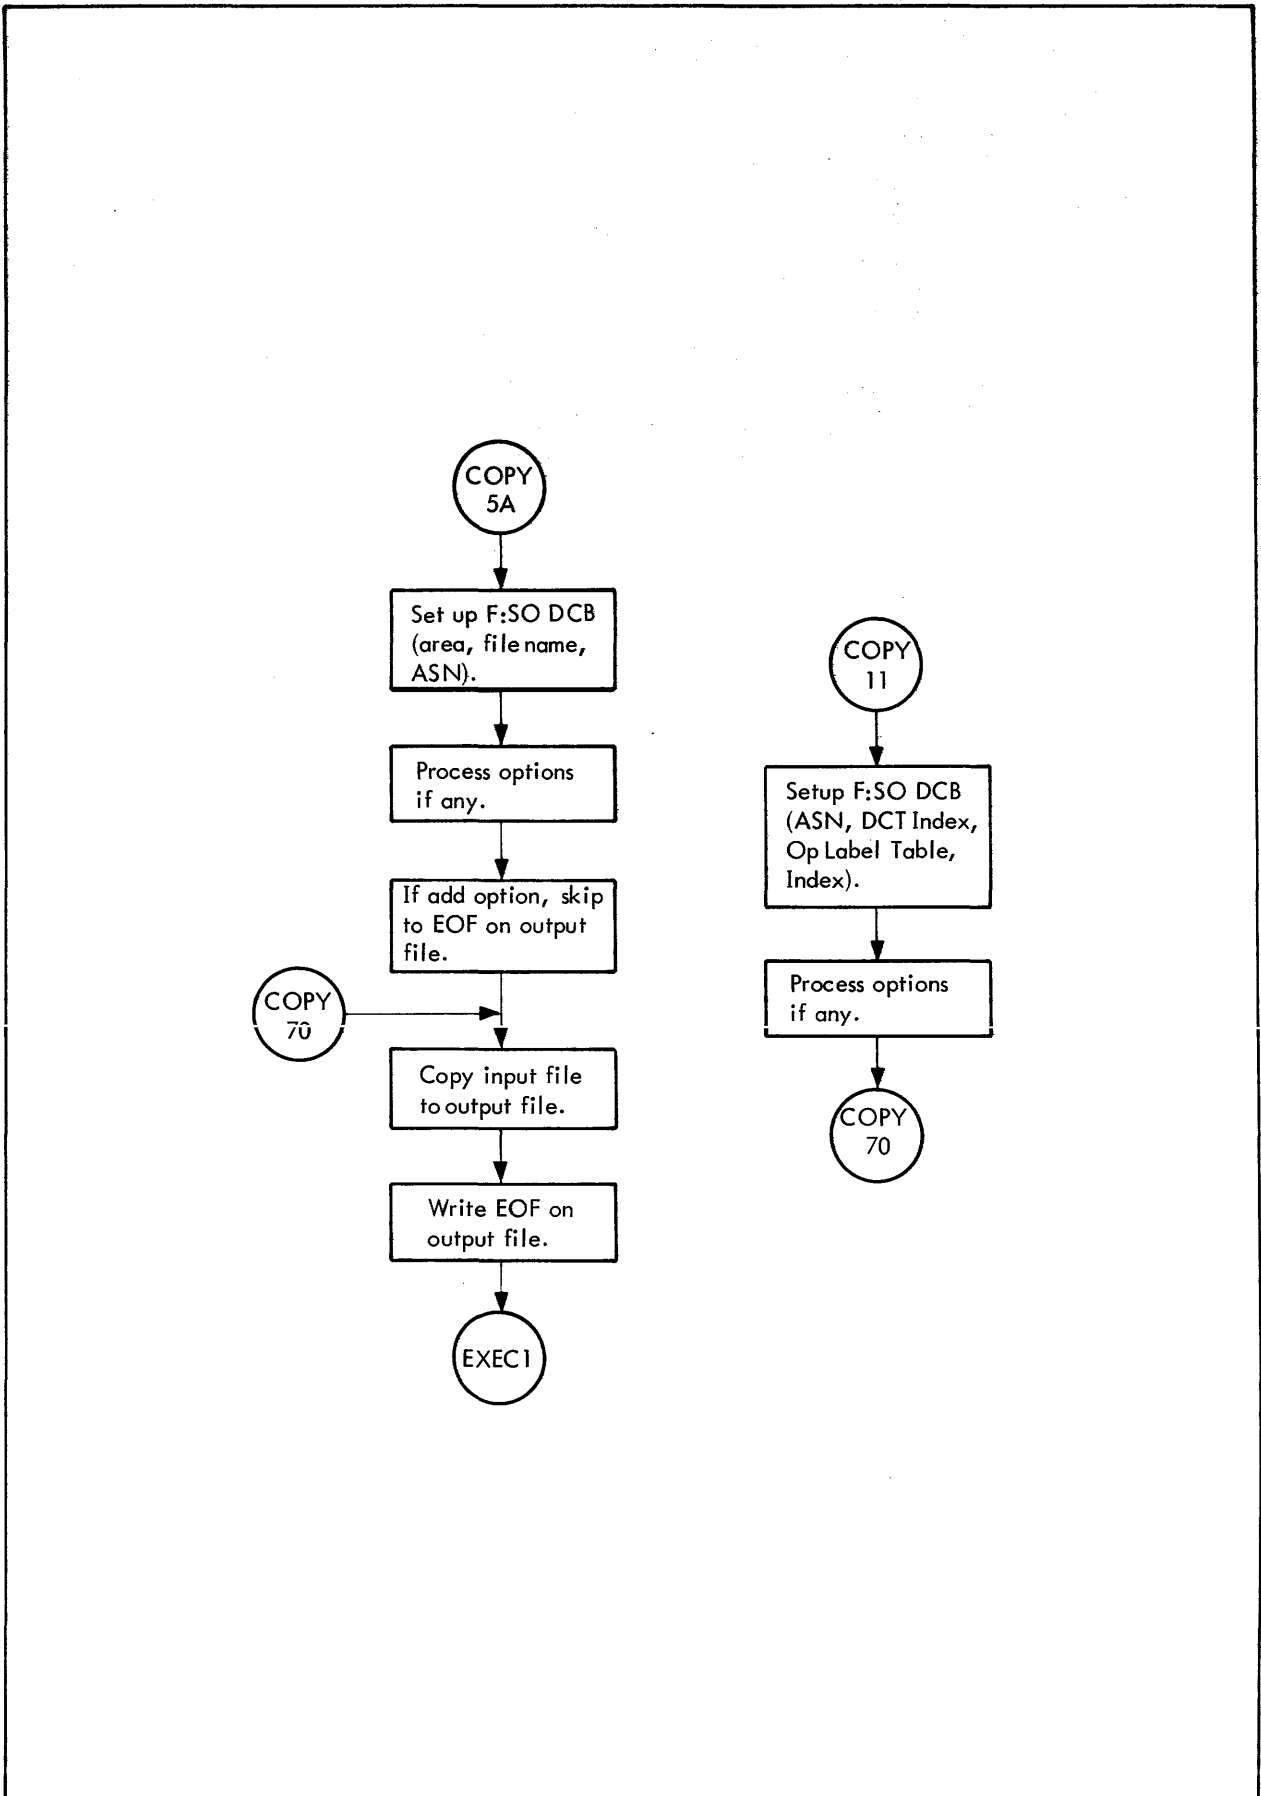 COPY
5A
Set up F:SO DCB
(area, file name,
ASN).
Process options
if any.
If add option, skip
to EOF on output
file.
COPY
70
Copy input file
to output file.
Write EOF on
output file.
EXEC1
COPY
11
Setup F:SO DCB
(ASN, DCT Index,
Op Label Table,
Index).
Process options
if any.
COPY
70